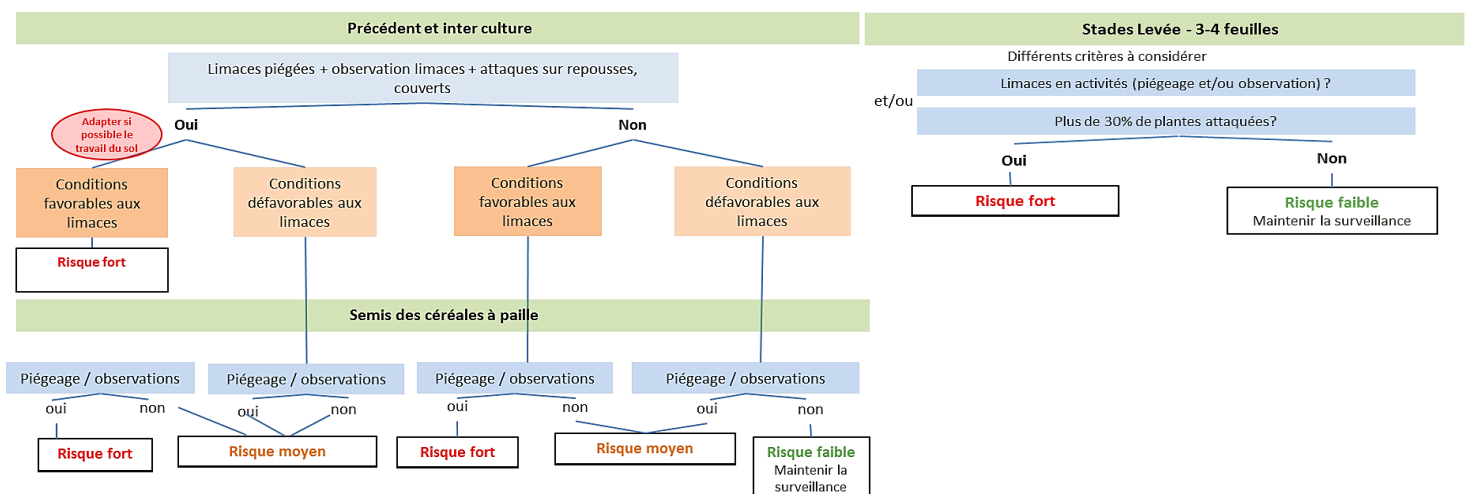 Précédent et inter culture
Limaces piégées + observation limaces + attaques sur repousses,
couverts
Adapter si
possible le
travail du sol
Oui
Non
Conditions
favorables aux
limaces
Conditions
défavorables aux
limaces
Conditions
favorables aux
limaces
Conditions
défavorables aux
limaces
Risque fort
Semis des céréales à paille
Piégeage / observations
Piégeage / observations
Piégeage / observations
Piégeage / observations
oui
non
oui
non
oui
non
oui
non
Risque fort
Risque moyen
Risque fort
Risque moyen
Risque faible
Maintenir la
surveillance
Stades Levée - 3-4 feuilles
Différents critères à considérer
Limaces en activités (piégeage et/ou observation) ?
et/ou
Plus de 30% de plantes attaquées?
Oui
Non
Risque fort
Risque faible
Maintenir la surveillance